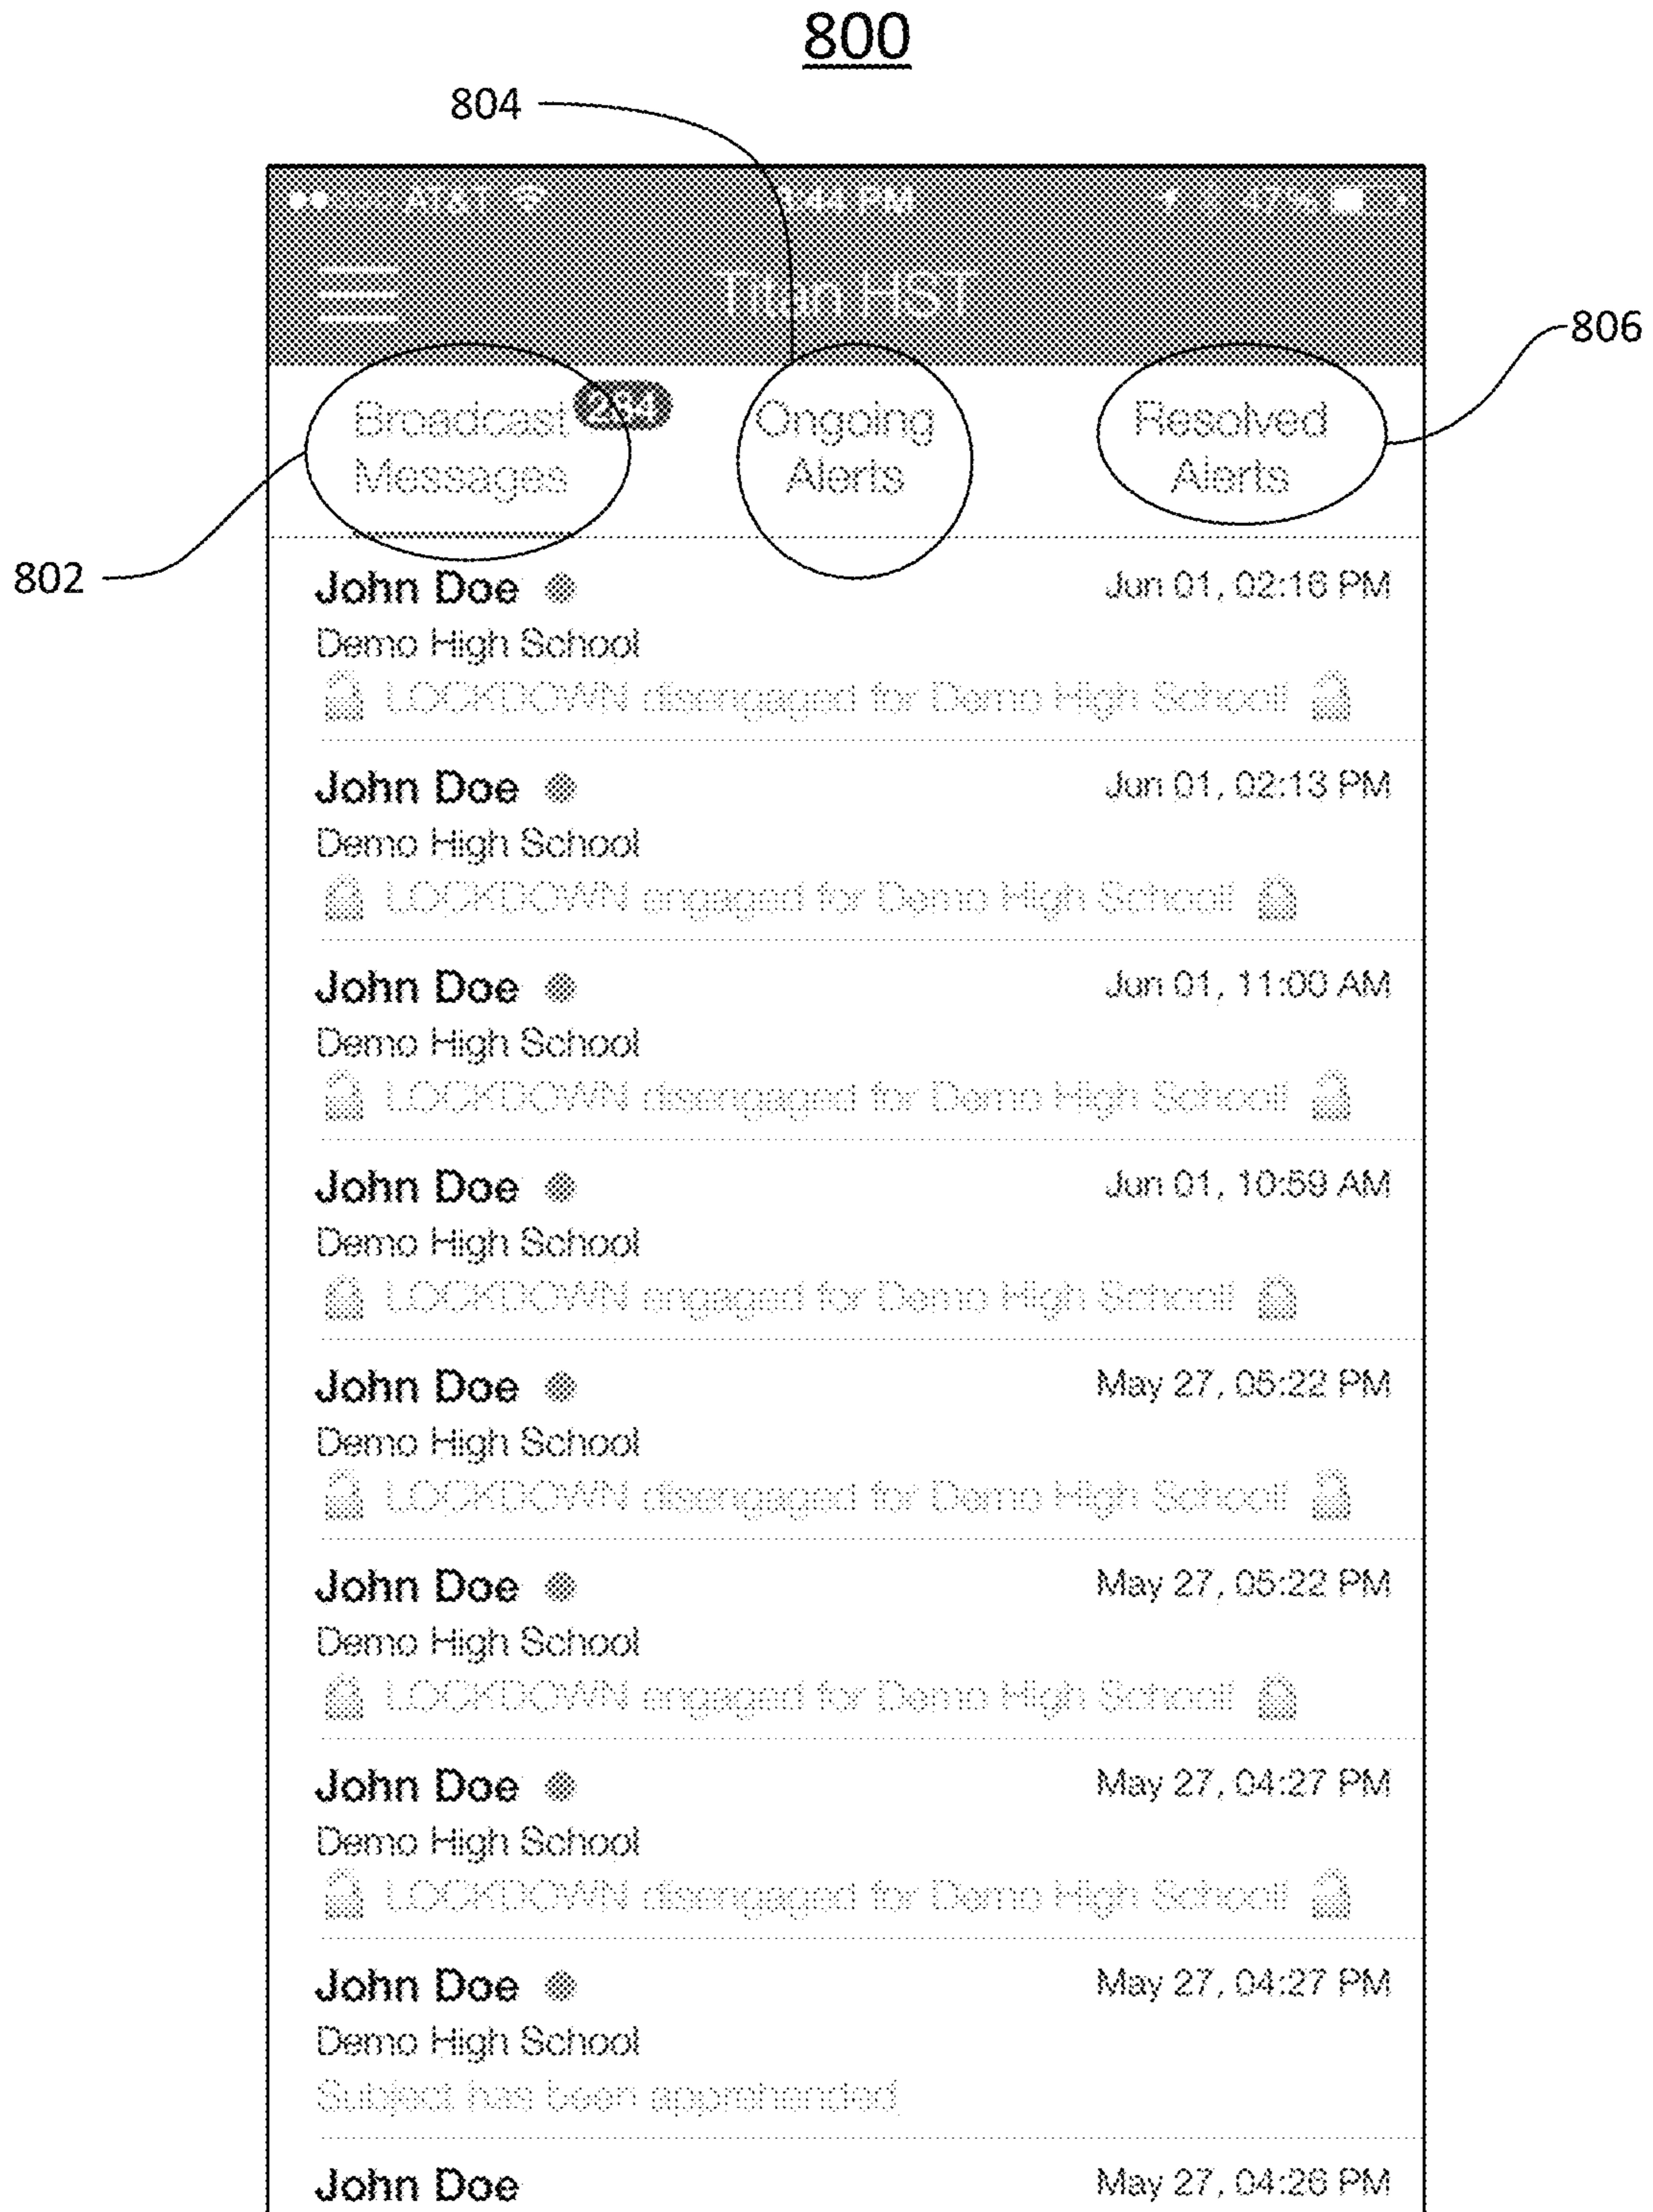 800
804
AT&T 1:44 PM 47%
Titan HST
806
Broadcast Messages
Ongoing Alerts
Resolved Alerts
802
John Doe Jun 01, 02:16 PM
Demo High School
LOCKDOWN disengaged for Demo High School!
John Doe Jun 01, 02:13 PM
Demo High School
LOCKDOWN engaged for Demo High School!
John Doe Jun 01, 11:00 AM
Demo High School
LOCKDOWN disengaged for Demo High School!
John Doe Jun 01, 10:59 AM
Demo High School
LOCKDOWN engaged for Demo High School!
John Doe May 27, 05:22 PM
Demo High School
LOCKDOWN disengaged for Demo High School!
John Doe May 27, 05:22 PM
Demo High School
LOCKDOWN engaged for Demo High School!
John Doe May 27, 04:27 PM
Demo High School
LOCKDOWN disengaged for Demo High School!
John Doe May 27, 04:27 PM
Demo High School
Subject has been apprehended
John Doe May 27, 04:26 PM